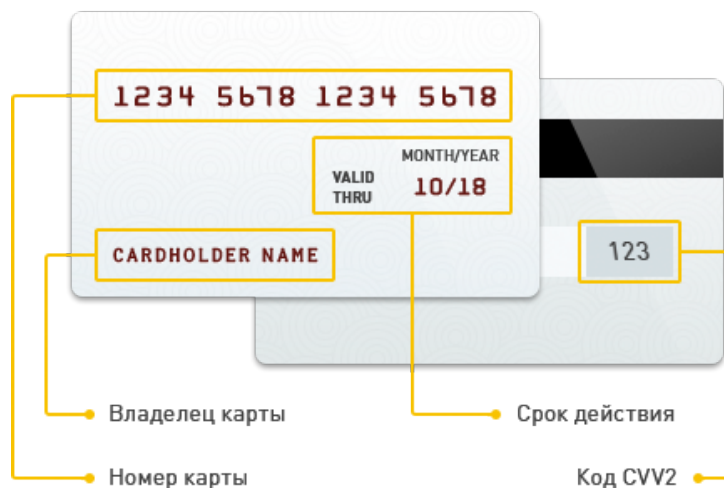 1234 5678 1234 5678
MONTH/YEAR
VALID
THRU
10/18
CARDHOLDER NAME
123
Владелец карты
Срок действия
Номер карты
Код CVV2